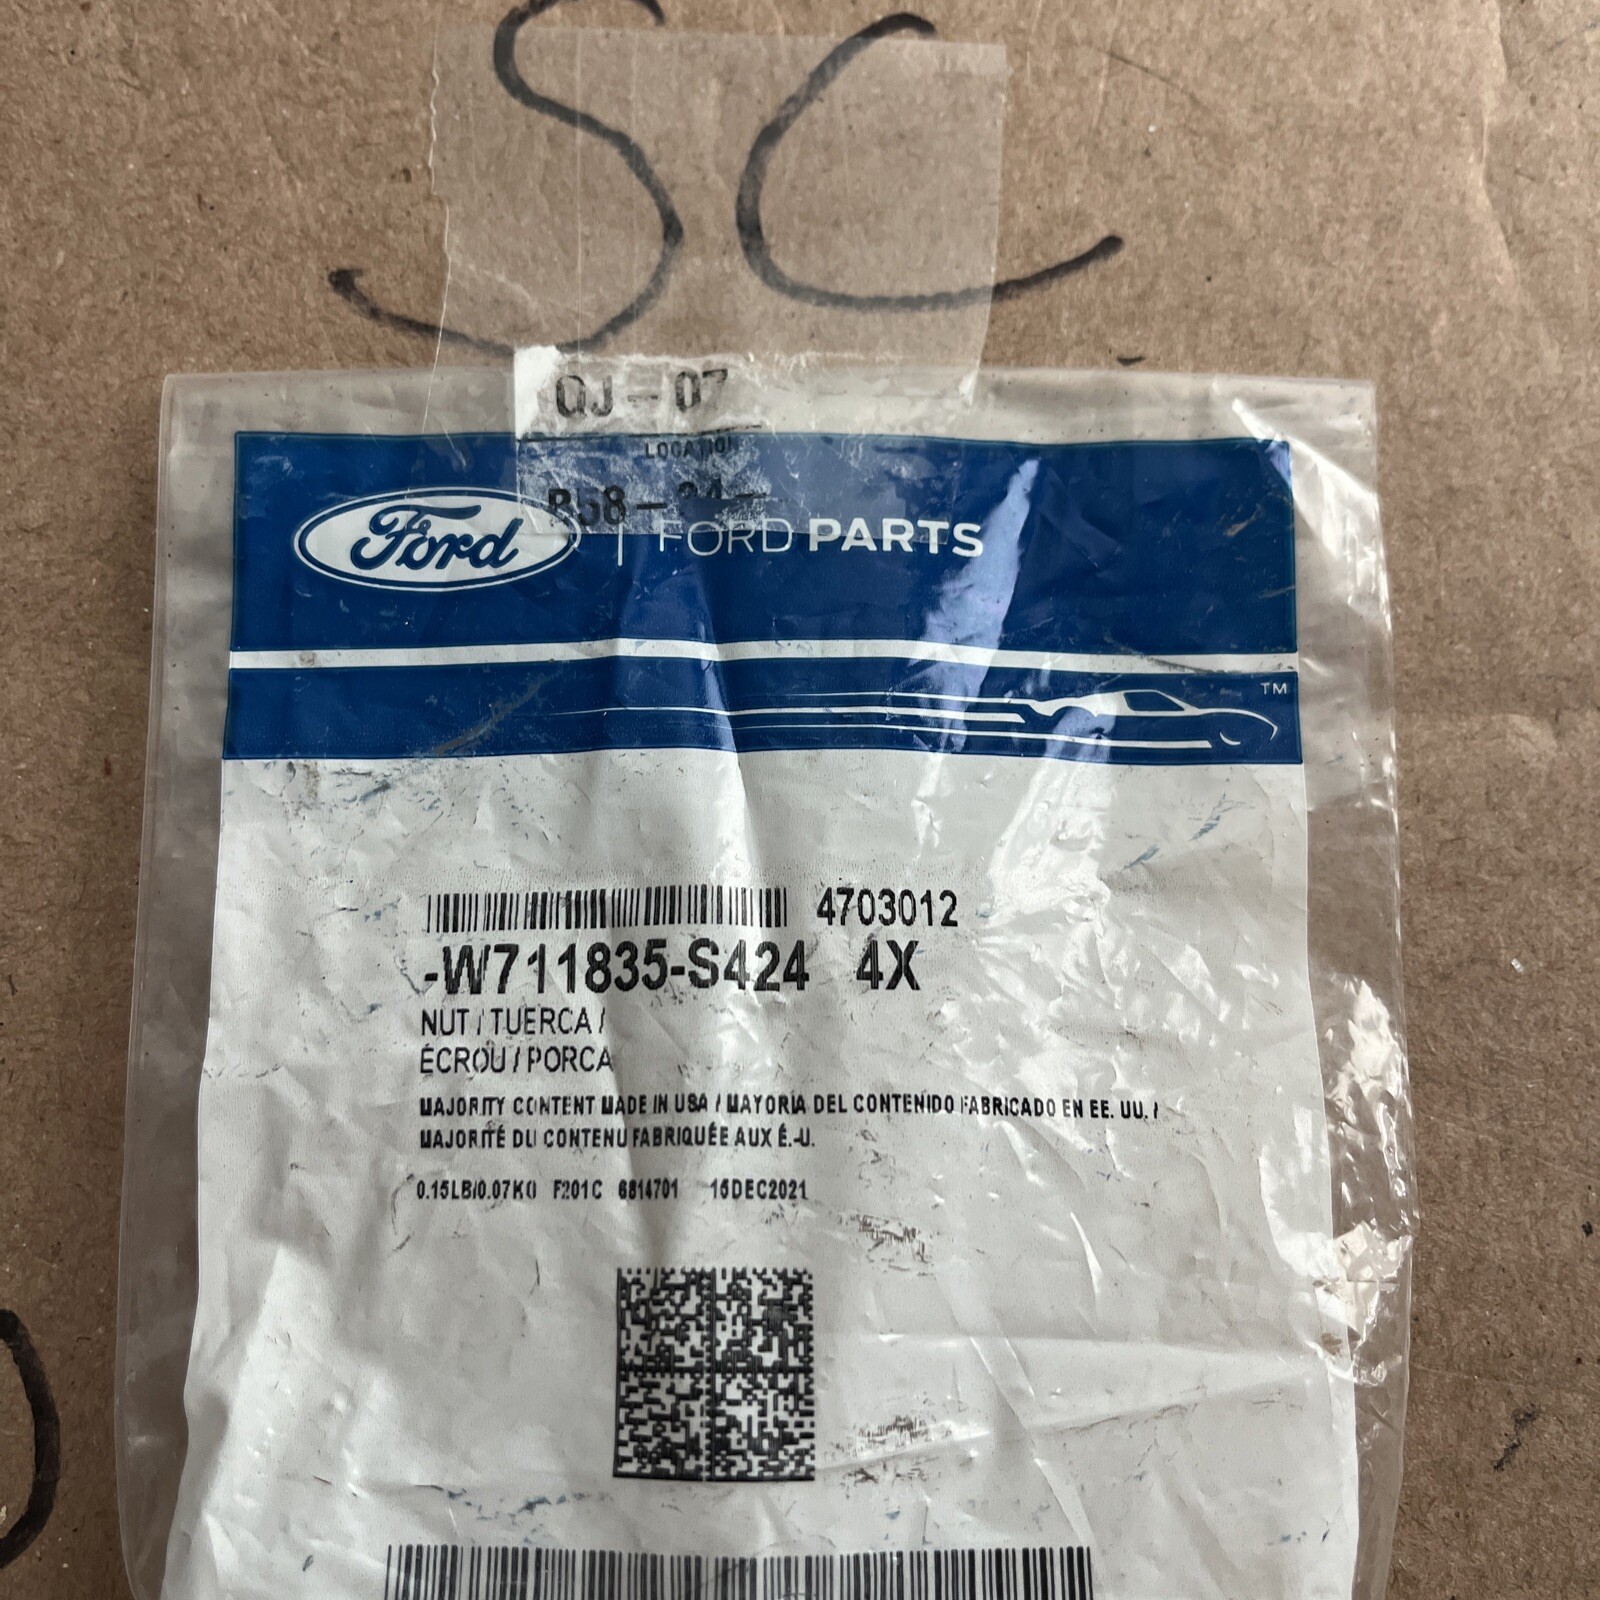 SC
QJ-07
LOCATION
Ford | FORD PARTS
TM
4703012
-W711835-S424 4X
NUT / TUERCA /
ÉCROU / PORCA
MAJORITY CONTENT MADE IN USA / MAYORÍA DEL CONTENIDO FABRICADO EN EE. UU. /
MAJORITÉ DU CONTENU FABRIQUÉE AUX É.-U.
0.15LB/0.07KG F201C 6814701 15DEC2021